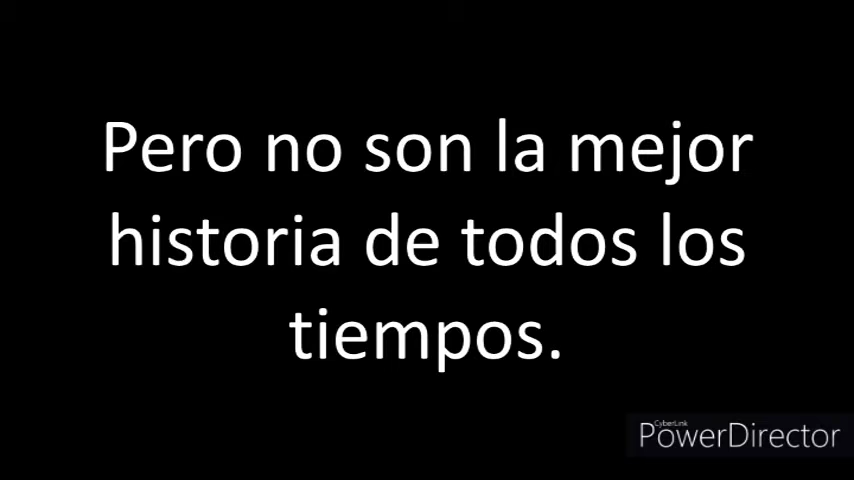 Pero no son la mejor
historia de todos los
tiempos.
CyberLink
PowerDirector